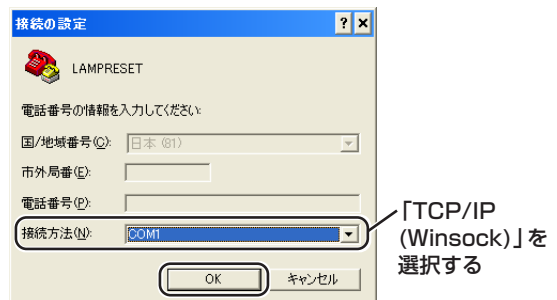 接続の設定
? ×
LAMPRESET
電話番号の情報を入力してください:
国/地域番号(C): 日本 (81)
市外局番(E):
電話番号(P):
接続方法(N): COM1
「TCP/IP
(Winsock)」を
選択する
OK キャンセル